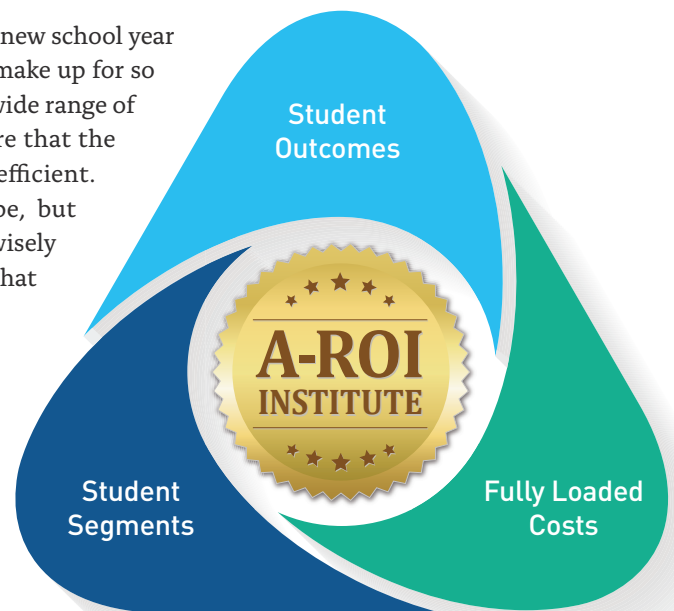 new school year
make up for so
wide range of
re that the
efficient.
be, but
wisely
hat
Student
Outcomes
A-ROI
INSTITUTE
Student
Segments
Fully Loaded
Costs